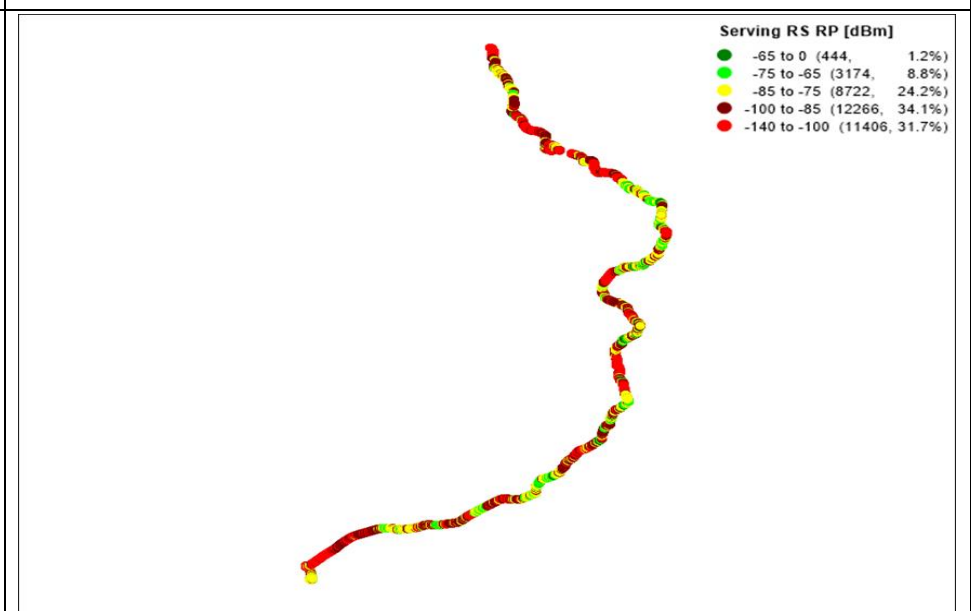 Serving RS RP [dBm]
-65 to 0 (444, 1.2%)
-75 to -65 (3174, 8.8%)
-85 to -75 (8722, 24.2%)
-100 to -85 (12266, 34.1%)
-140 to -100 (11406, 31.7%)